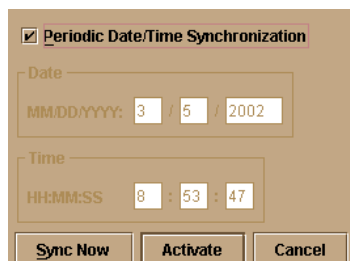 Periodic Date/Time Synchronization
Date
MM/DD/YYYY: 3 / 5 / 2002
Time
HH:MM:SS 8 : 53 : 47
Sync Now Activate Cancel